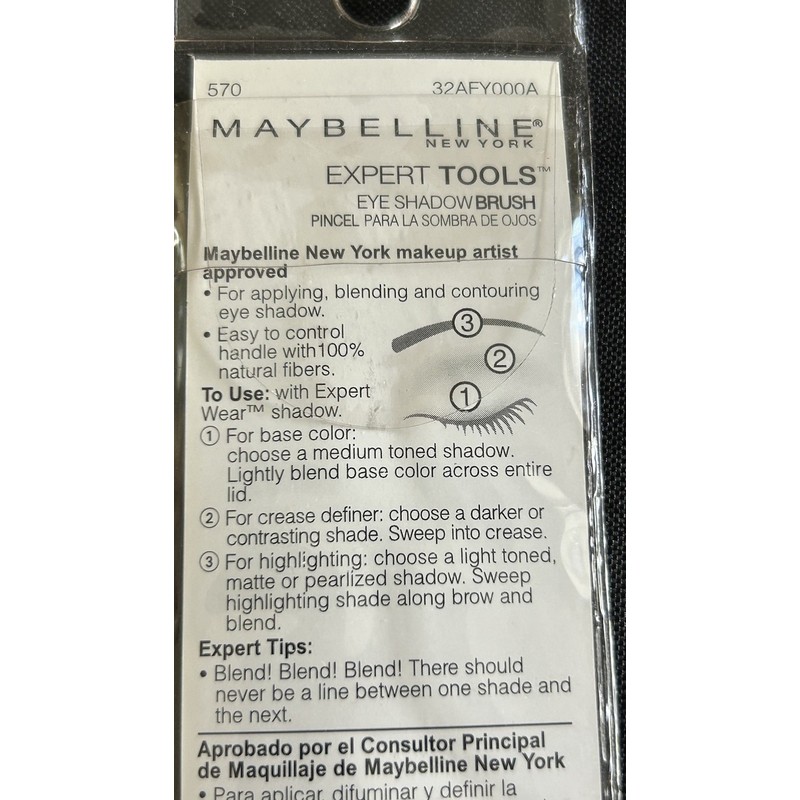 570 32AFY000A
MAYBELLINE®
NEW YORK
EXPERT TOOLS™
EYE SHADOW BRUSH
PINCEL PARA LA SOMBRA DE OJOS
Maybelline New York makeup artist
approved
• For applying, blending and contouring
eye shadow.
• Easy to control
handle with100%
natural fibers.
To Use: with Expert
Wear™ shadow.
3
2
1
① For base color:
choose a medium toned shadow.
Lightly blend base color across entire
lid.
② For crease definer: choose a darker or
contrasting shade. Sweep into crease.
③ For highlighting: choose a light toned,
matte or pearlized shadow. Sweep
highlighting shade along brow and
blend.
Expert Tips:
• Blend! Blend! Blend! There should
never be a line between one shade and
the next.
Aprobado por el Consultor Principal
de Maquillaje de Maybelline New York
• Para aplicar, difuminar y definir la